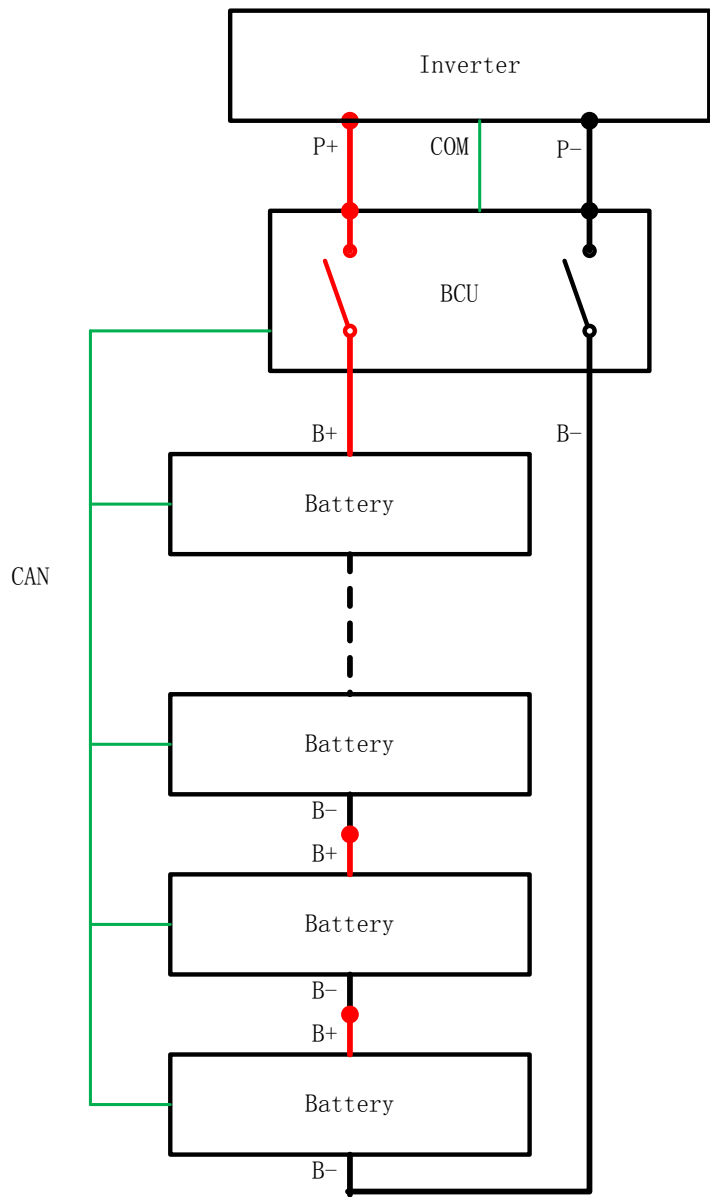 Inverter
P+
COM
P-
BCU
B+
B-
Battery
CAN
Battery
B-
B+
Battery
B-
B+
Battery
B-